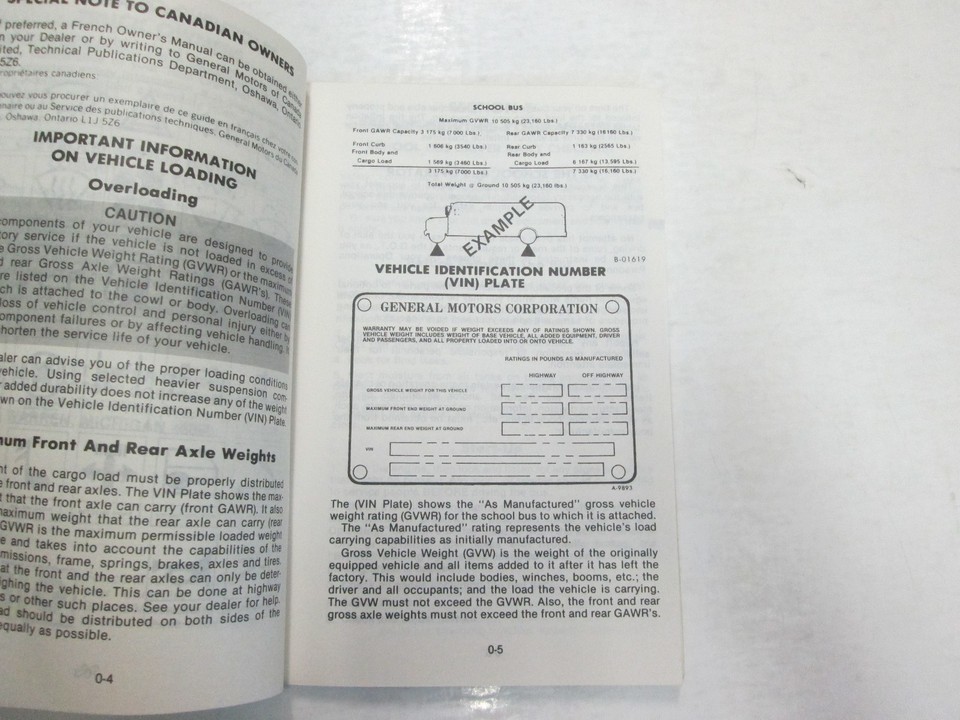 SPECIAL NOTE TO CANADIAN OWNERS
preferred, a French Owner's Manual can be obtained either
your Dealer or by writing to General Motors of Canada
Technical Publications Department, Oshawa, Ontario
5Z6.
canadiens:
procurer un exemplaire de ce guide en français chez votre
ou au Service des publications techniques, General Motors du Canada
Oshawa, Ontario L1J 5Z6
IMPORTANT INFORMATION
ON VEHICLE LOADING
Overloading
CAUTION
components of your vehicle are designed to provide
service if the vehicle is not loaded in excess of
Gross Vehicle Weight Rating (GVWR) or the maximum
rear Gross Axle Weight Ratings (GAWR's). These
are listed on the Vehicle Identification Number (VIN)
is attached to the cowl or body. Overloading can
loss of vehicle control and personal injury either by
component failures or by affecting vehicle handling. It
shorten the service life of your vehicle.
can advise you of the proper loading conditions
vehicle. Using selected heavier suspension com-
added durability does not increase any of the weight
on the Vehicle Identification Number (VIN) Plate.
Front And Rear Axle Weights
of the cargo load must be properly distributed
front and rear axles. The VIN Plate shows the max-
that the front axle can carry (front GAWR). It also
maximum weight that the rear axle can carry (rear
GVWR is the maximum permissible loaded weight
and takes into account the capabilities of the
frame, springs, brakes, axles and tires.
at the front and the rear axles can only be deter-
the vehicle. This can be done at highway
or other such places. See your dealer for help.
should be distributed on both sides of the
equally as possible.
0-4
SCHOOL BUS
Maximum GVWR 10 505 kg (23,160 Lbs.)
Front GAWR Capacity 3 175 kg (7000 Lbs.) Rear GAWR Capacity 7 330 kg (16160 Lbs.)
Front Curb 1 606 kg (3540 Lbs.) Rear Curb 1 163 kg (2565 Lbs.)
Front Body and Rear Body and
Cargo Load 1 569 kg (3460 Lbs.) Cargo Load 6 167 kg (13,595 Lbs.)
3 175 kg (7000 Lbs.) 7 330 kg (16,160 Lbs.)
Total Weight @ Ground 10 505 kg (23,160 Lbs.)
EXAMPLE
B-01619
VEHICLE IDENTIFICATION NUMBER
(VIN) PLATE
GENERAL MOTORS CORPORATION
WARRANTY MAY BE VOIDED IF WEIGHT EXCEEDS ANY OF RATINGS SHOWN. GROSS
VEHICLE WEIGHT INCLUDES WEIGHT OF BASE VEHICLE, ALL ADDED EQUIPMENT, DRIVER
AND PASSENGERS, AND ALL PROPERTY LOADED INTO OR ONTO VEHICLE.
RATINGS IN POUNDS AS MANUFACTURED
HIGHWAY OFF HIGHWAY
GROSS VEHICLE WEIGHT FOR THIS VEHICLE
MAXIMUM FRONT END WEIGHT AT GROUND
MAXIMUM REAR END WEIGHT AT GROUND
VIN
A-9893
The (VIN Plate) shows the "As Manufactured" gross vehicle
weight rating (GVWR) for the school bus to which it is attached.
The "As Manufactured" rating represents the vehicle's load
carrying capabilities as initially manufactured.
Gross Vehicle Weight (GVW) is the weight of the originally
equipped vehicle and all items added to it after it has left the
factory. This would include bodies, winches, booms, etc.; the
driver and all occupants; and the load the vehicle is carrying.
The GVW must not exceed the GVWR. Also, the front and rear
gross axle weights must not exceed the front and rear GAWR's.
0-5